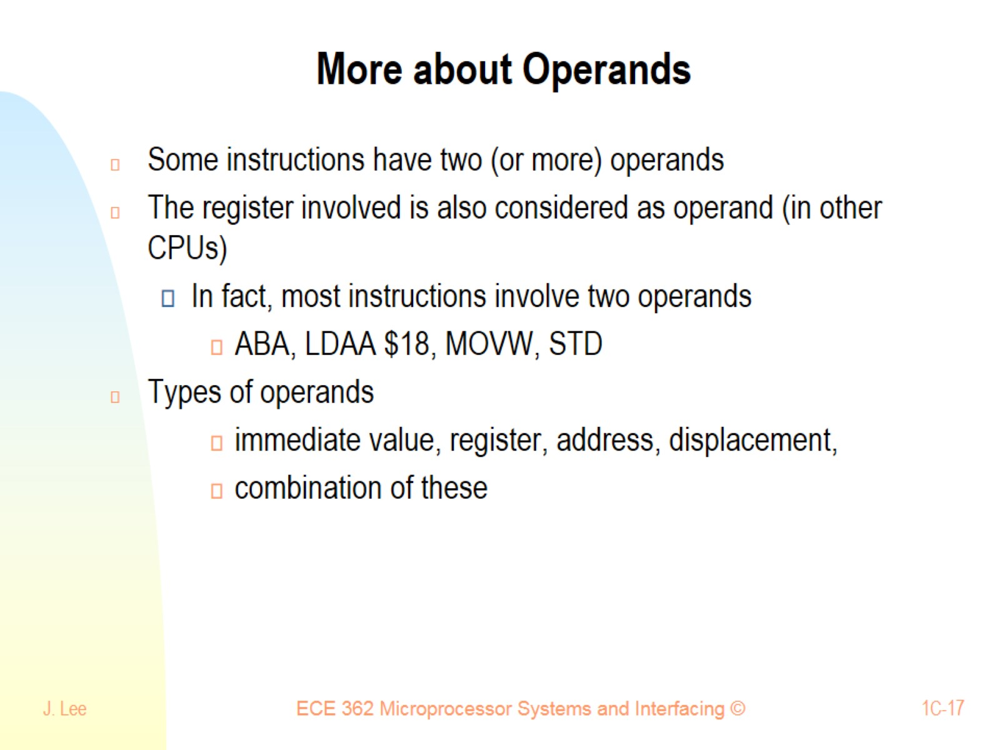 More about Operands
Some instructions have two (or more) operands
The register involved is also considered as operand (in other
CPUs)
In fact, most instructions involve two operands
ABA, LDAA $18, MOVW, STD
Types of operands
immediate value, register, address, displacement,
combination of these
J. Lee
ECE 362 Microprocessor Systems and Interfacing ©
1C-17